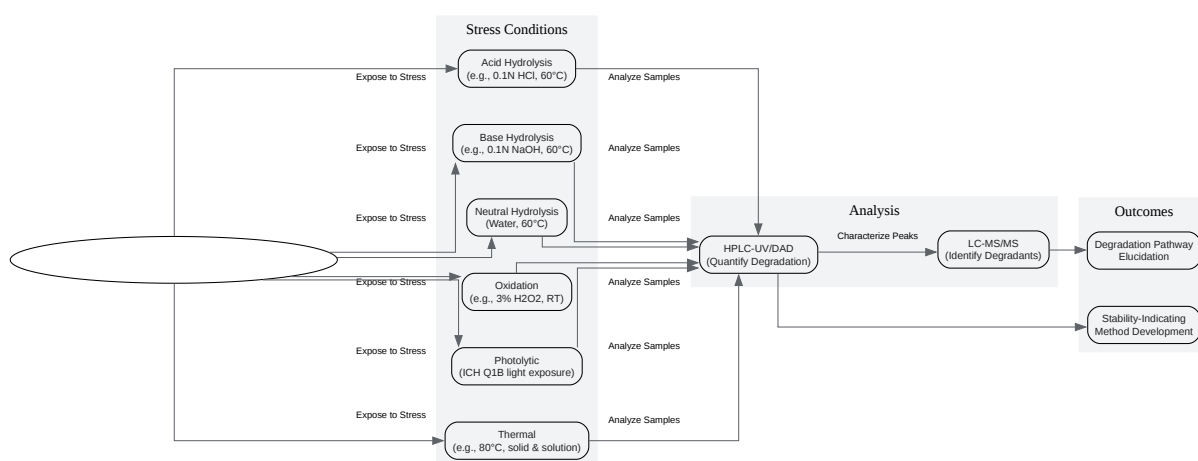 Stress Conditions
Expose to Stress
Acid Hydrolysis
(e.g., 0.1N HCl, 60°C)
Analyze Samples
Expose to Stress
Base Hydrolysis
(e.g., 0.1N NaOH, 60°C)
Analyze Samples
Expose to Stress
Neutral Hydrolysis
(Water, 60°C)
Analyze Samples
Expose to Stress
Oxidation
(e.g., 3% H2O2, RT)
Analyze Samples
Expose to Stress
Photolytic
(ICH Q1B light exposure)
Analyze Samples
Expose to Stress
Thermal
(e.g., 80°C, solid & solution)
Analyze Samples
Analysis
HPLC-UV/DAD
(Quantify Degradation)
Characterize Peaks
LC-MS/MS
(Identify Degradants)
Outcomes
Degradation Pathway
Elucidation
Stability-Indicating
Method Development